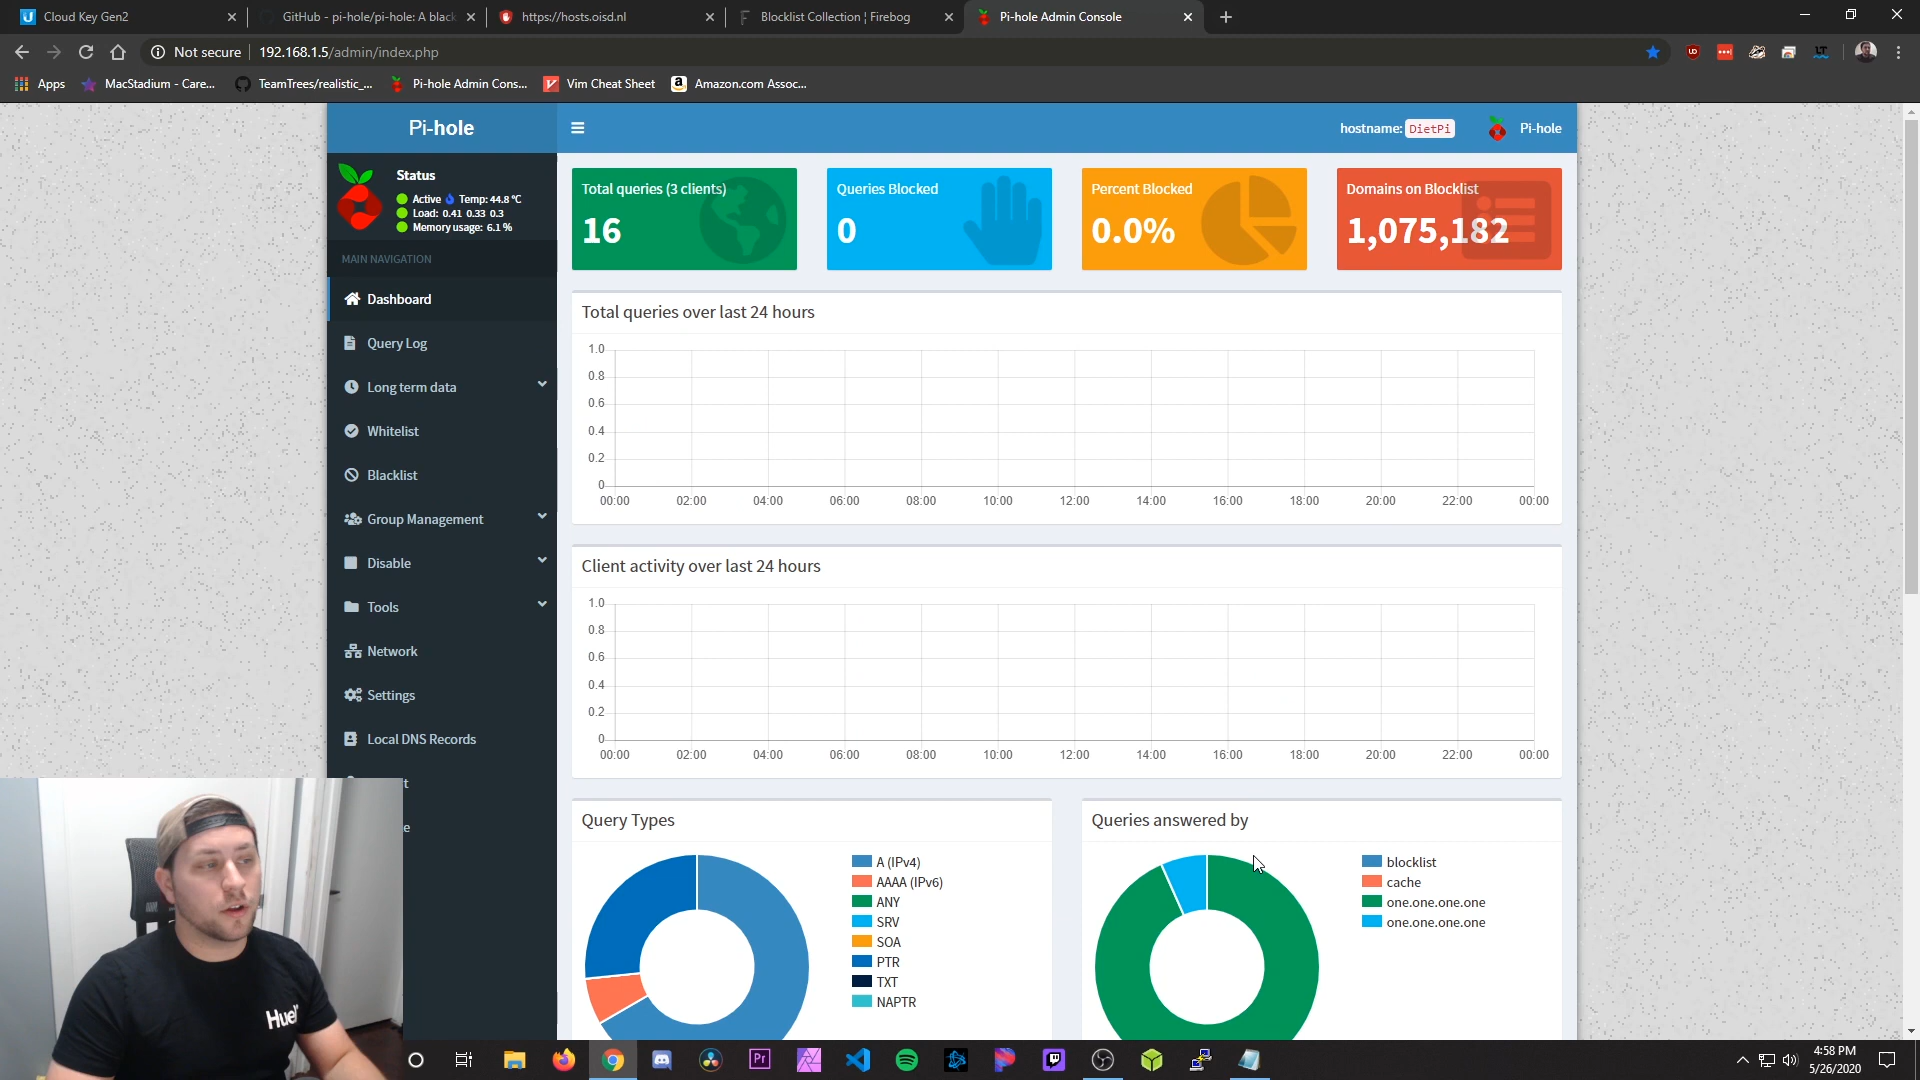 Cloud Key Gen2
GitHub - pi-hole/pi-hole: A black
https://hosts.oisd.nl
Blocklist Collection ¦ Firebog
Pi-hole Admin Console
Not secure
192.168.1.5/admin/index.php
Apps
MacStadium - Care...
TeamTrees/realistic_...
Pi-hole Admin Cons...
Vim Cheat Sheet
Amazon.com Assoc...
Pi-hole
hostname: DietPi
Pi-hole
Status
Active Temp: 44.8 °C
Load: 0.41 0.33 0.3
Memory usage: 6.1 %
MAIN NAVIGATION
Dashboard
Query Log
Long term data
Whitelist
Blacklist
Group Management
Disable
Tools
Network
Settings
Local DNS Records
Total queries (3 clients)
16
Queries Blocked
0
Percent Blocked
0.0%
Domains on Blocklist
1,075,182
Total queries over last 24 hours
1.0
0.8
0.6
0.4
0.2
0
00:00 02:00 04:00 06:00 08:00 10:00 12:00 14:00 16:00 18:00 20:00 22:00 00:00
Client activity over last 24 hours
1.0
0.8
0.6
0.4
0.2
0
00:00 02:00 04:00 06:00 08:00 10:00 12:00 14:00 16:00 18:00 20:00 22:00 00:00
Query Types
A (IPv4)
AAAA (IPv6)
ANY
SRV
SOA
PTR
TXT
NAPTR
Queries answered by
blocklist
cache
one.one.one.one
one.one.one.one
Huel
Pr
4:58 PM
5/26/2020